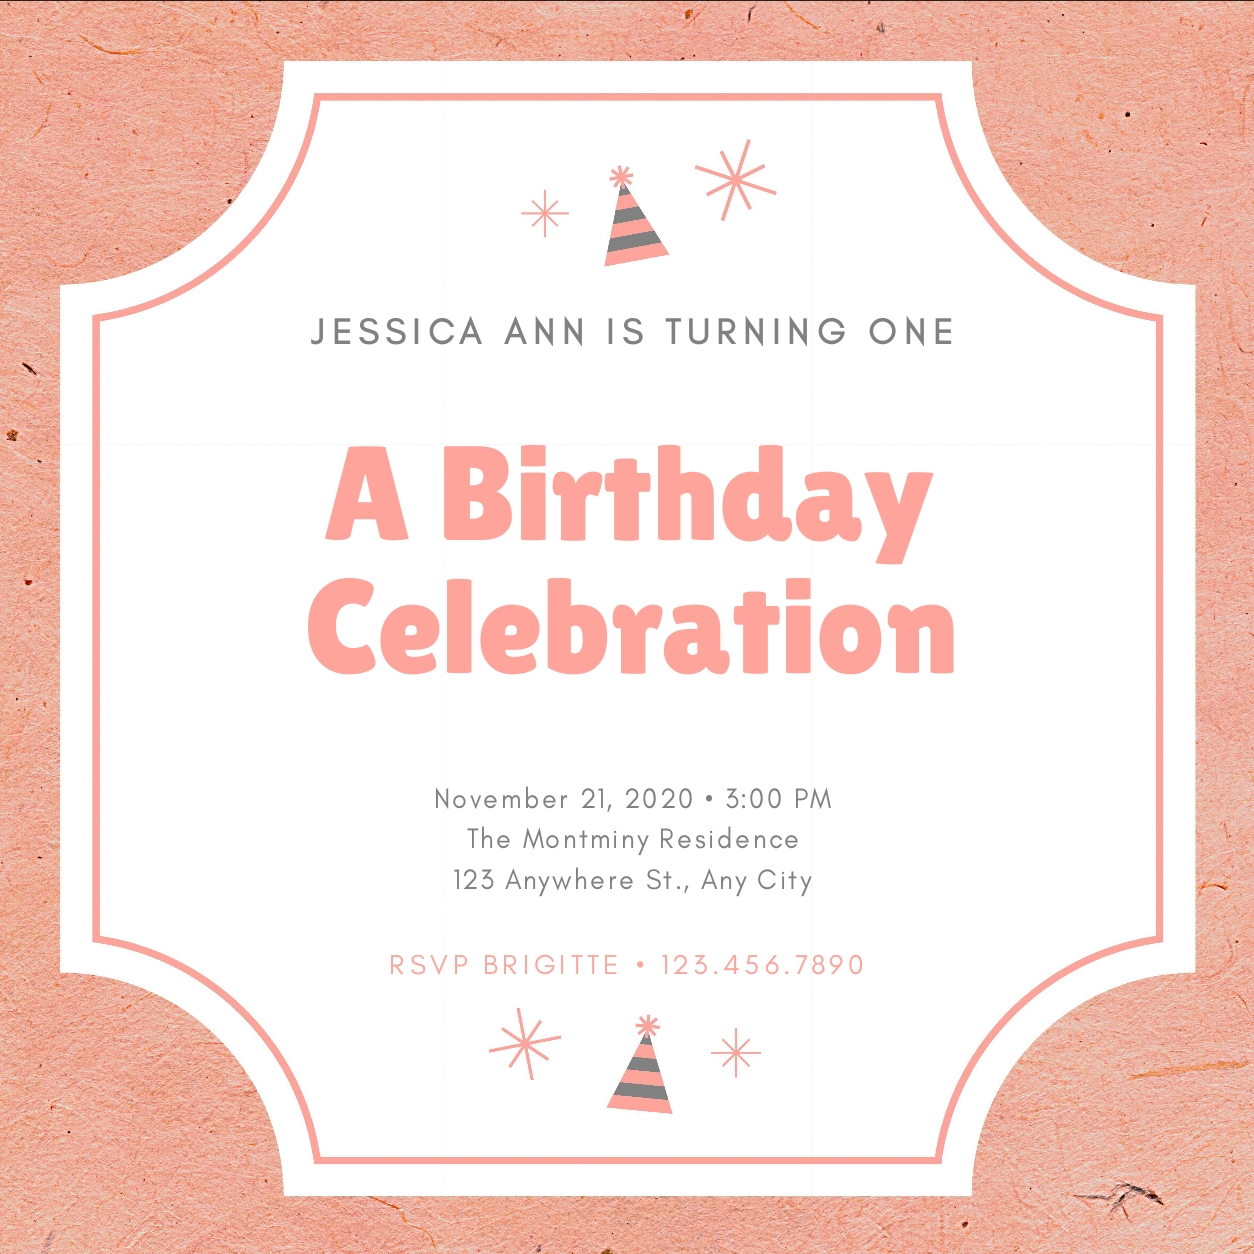 JESSICA ANN IS TURNING ONE
A Birthday
Celebration
November 21, 2020 • 3:00 PM
The Montminy Residence
123 Anywhere St., Any City
RSVP BRIGITTE • 123.456.7890